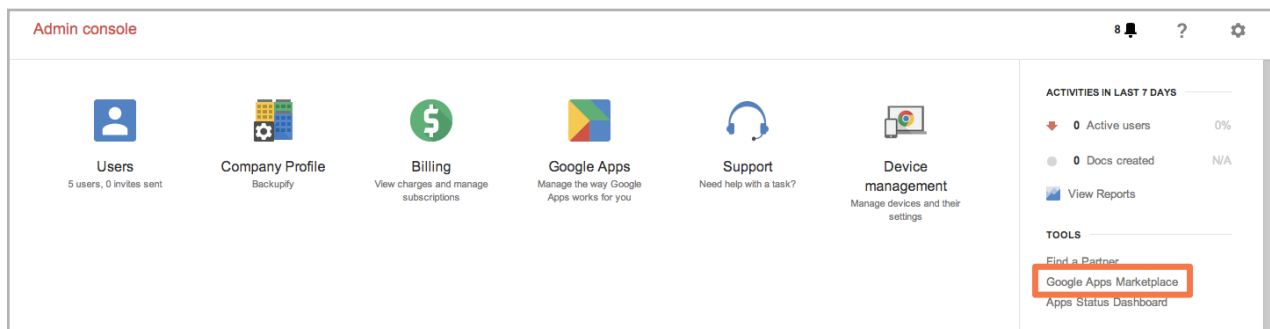 Admin console
8
?
Users
5 users, 0 invites sent
Company Profile
Backupify
Billing
View charges and manage
subscriptions
Google Apps
Manage the way Google
Apps works for you
Support
Need help with a task?
Device
management
Manage devices and their
settings
ACTIVITIES IN LAST 7 DAYS
0 Active users 0%
0 Docs created N/A
View Reports
TOOLS
Find a Partner
Google Apps Marketplace
Apps Status Dashboard